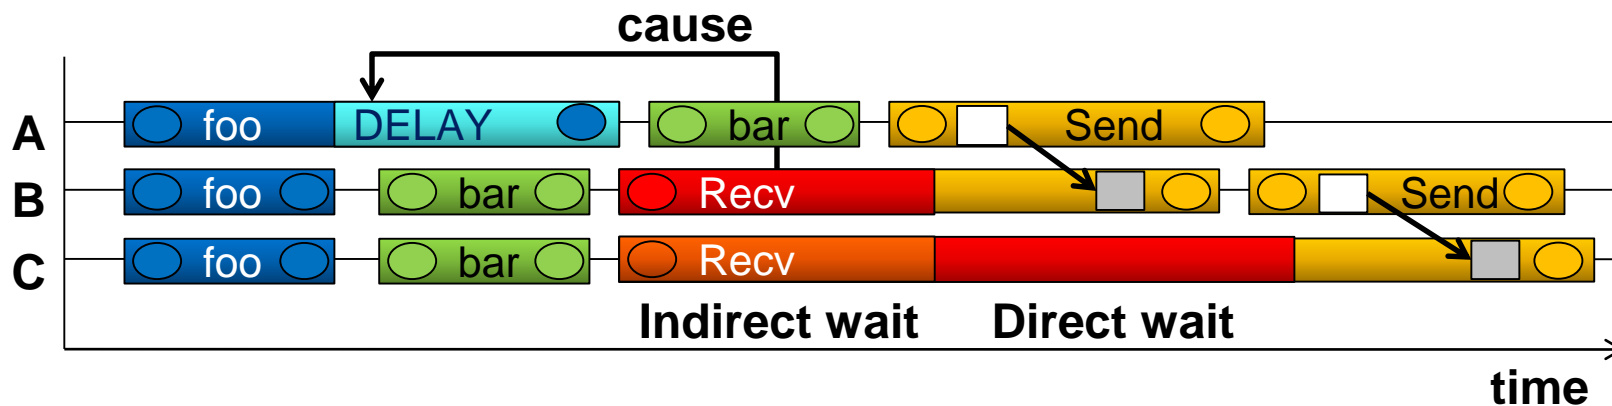 cause
A foo DELAY bar Send
B foo bar Recv Send
C foo bar Recv
Indirect wait Direct wait
time